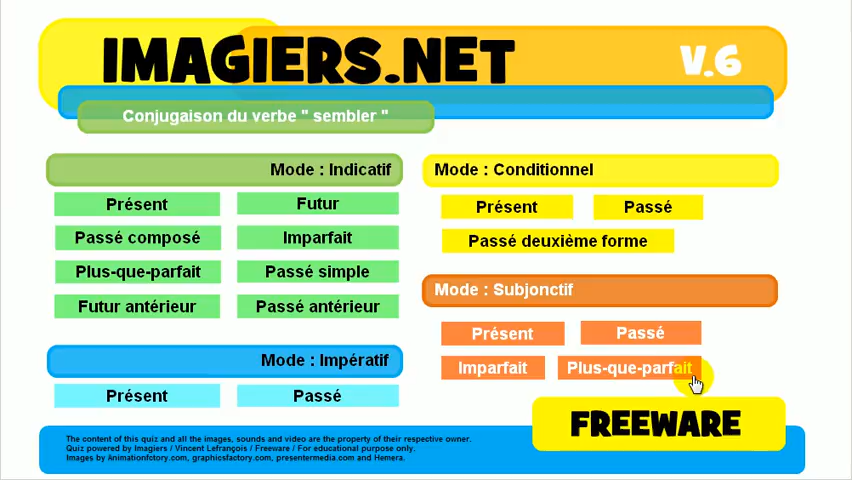 IMAGIERS.NET
V.6
Conjugaison du verbe " sembler "
Mode : Indicatif
Présent
Futur
Passé composé
Imparfait
Plus-que-parfait
Passé simple
Futur antérieur
Passé antérieur
Mode : Impératif
Présent
Passé
Mode : Conditionnel
Présent
Passé
Passé deuxième forme
Mode : Subjonctif
Présent
Passé
Imparfait
Plus-que-parfait
FREEWARE
The content of this quiz and all the images, sounds and video are the property of their respective owner.
Quiz powered by Imagiers / Vincent Lefrançois / Freeware / For educational purpose only.
Images by Animationfctory.com, graphicsfactory.com, presentermedia.com and Hemera.